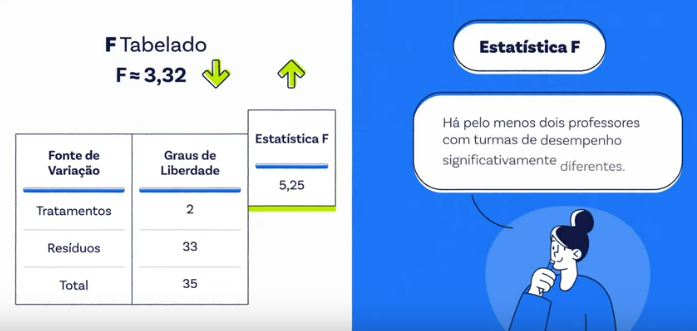 F Tabelado
F ≈ 3,32
Fonte de
Variação
Graus de
Liberdade
Estatística F
Tratamentos
2
5,25
Resíduos
33
Total
35
Estatística F
Há pelo menos dois professores
com turmas de desempenho
significativamente diferentes.